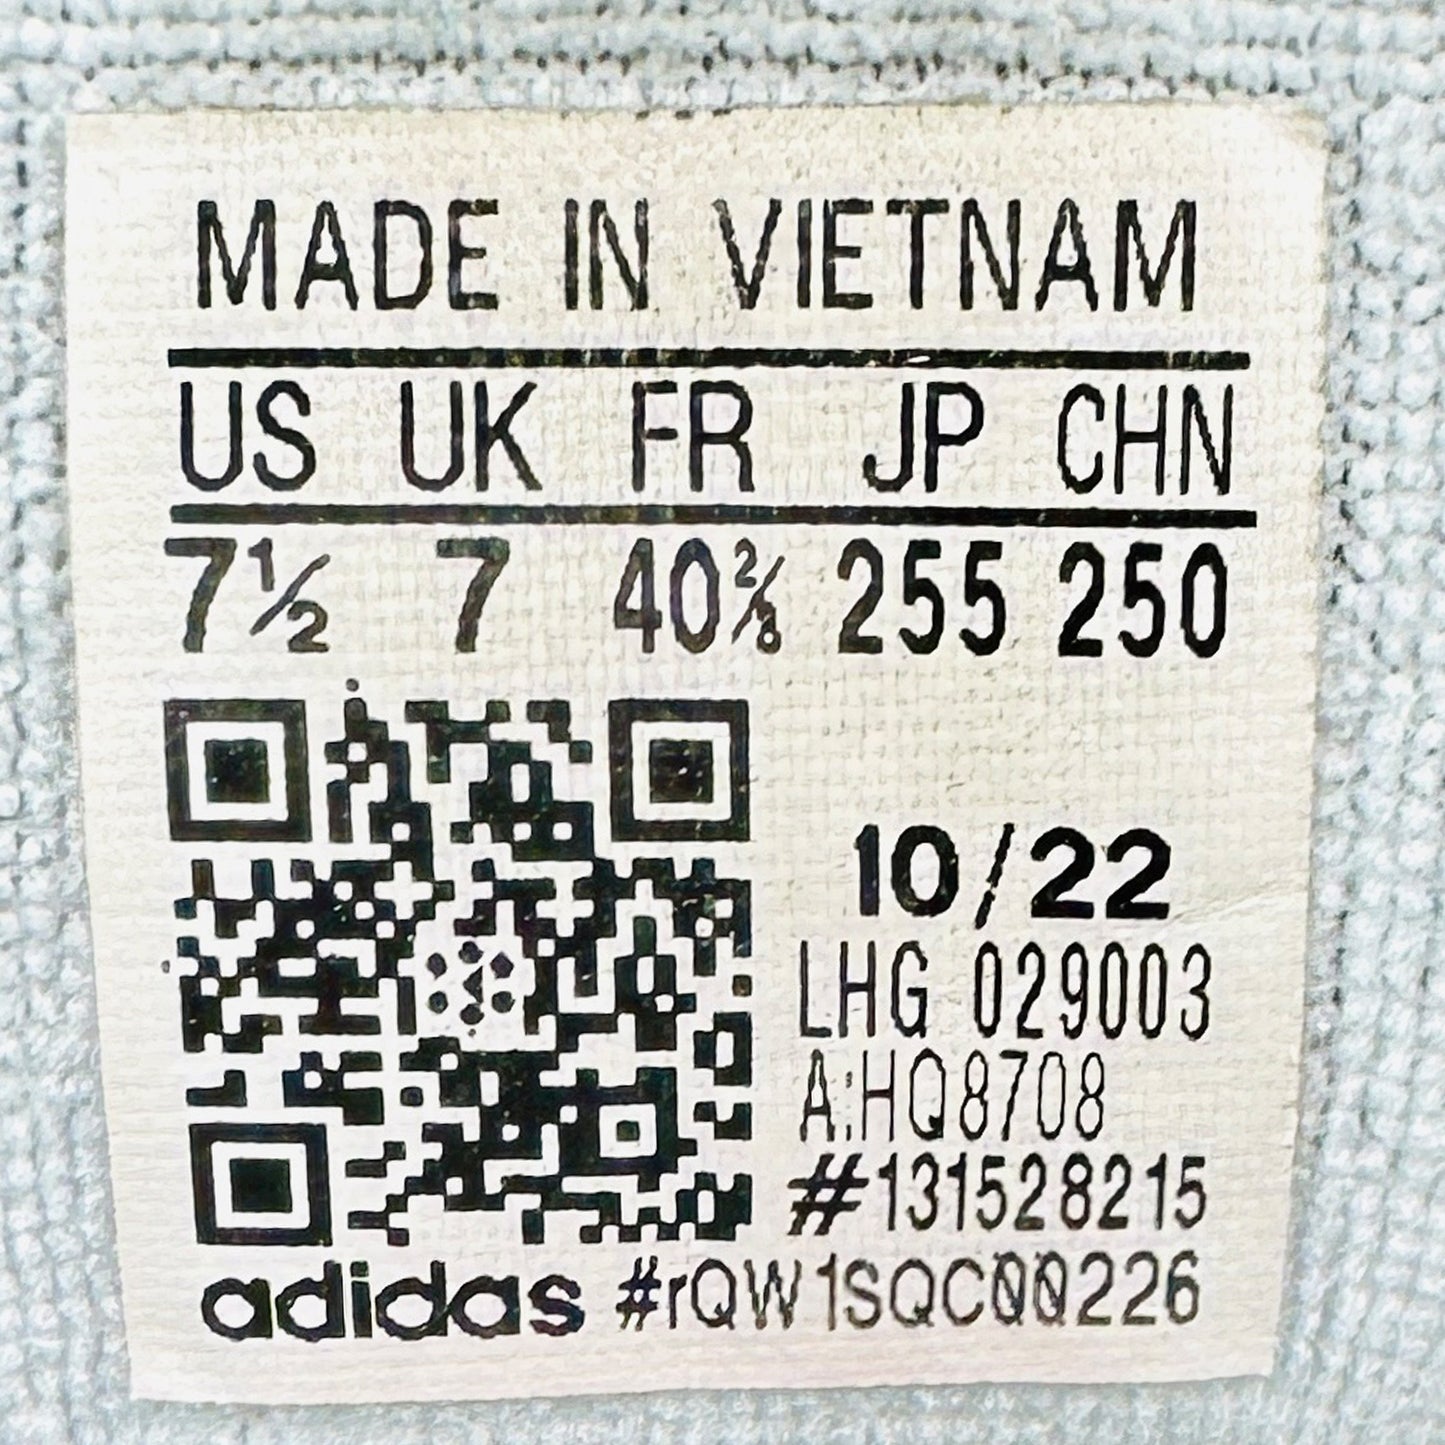 MADE IN VIETNAM
US UK FR JP CHN
7½ 7 40⅔ 255 250
10/22
LHG 029003
A:HQ8708
#131528215
adidas #rQW1SQC00226